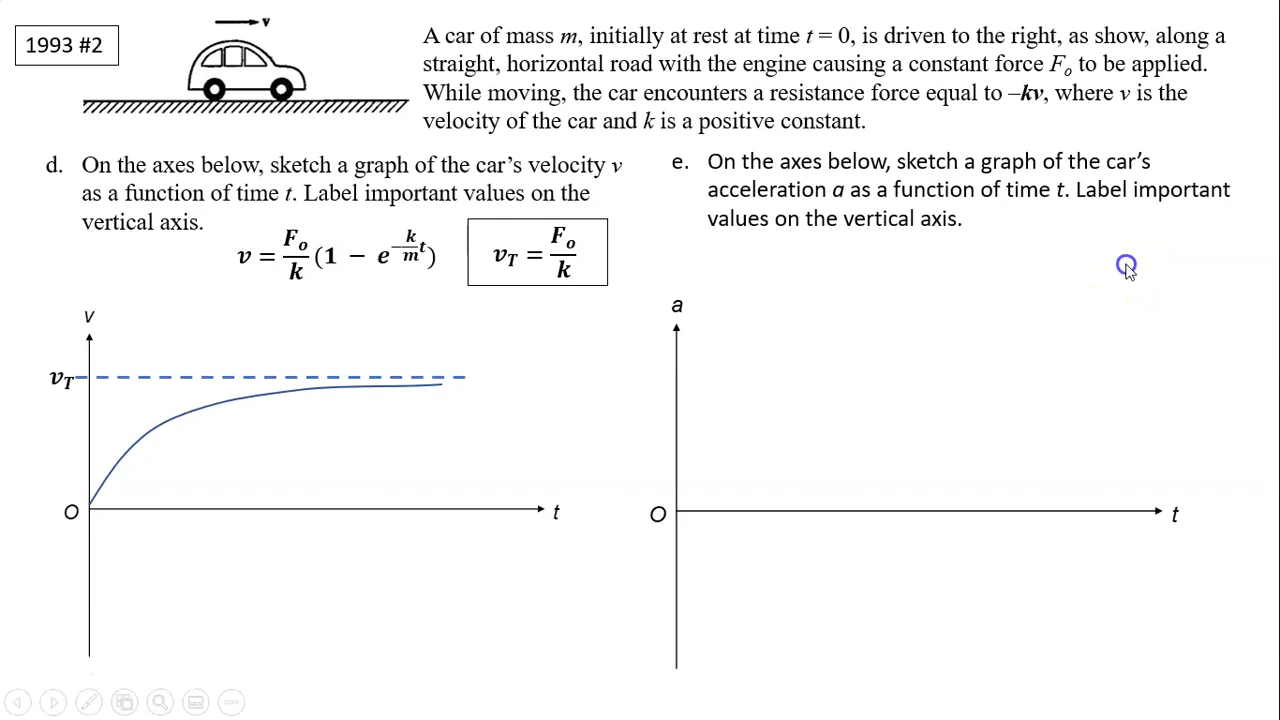 1993 #2
v
A car of mass m, initially at rest at time t = 0, is driven to the right, as show, along a
straight, horizontal road with the engine causing a constant force Fo to be applied.
While moving, the car encounters a resistance force equal to –kv, where v is the
velocity of the car and k is a positive constant.
d. On the axes below, sketch a graph of the car’s velocity v
as a function of time t. Label important values on the
vertical axis.
v = Fo/k (1 − e^(−k/m t))
vT = Fo/k
v
vT
O
t
e. On the axes below, sketch a graph of the car’s
acceleration a as a function of time t. Label important
values on the vertical axis.
a
O
t